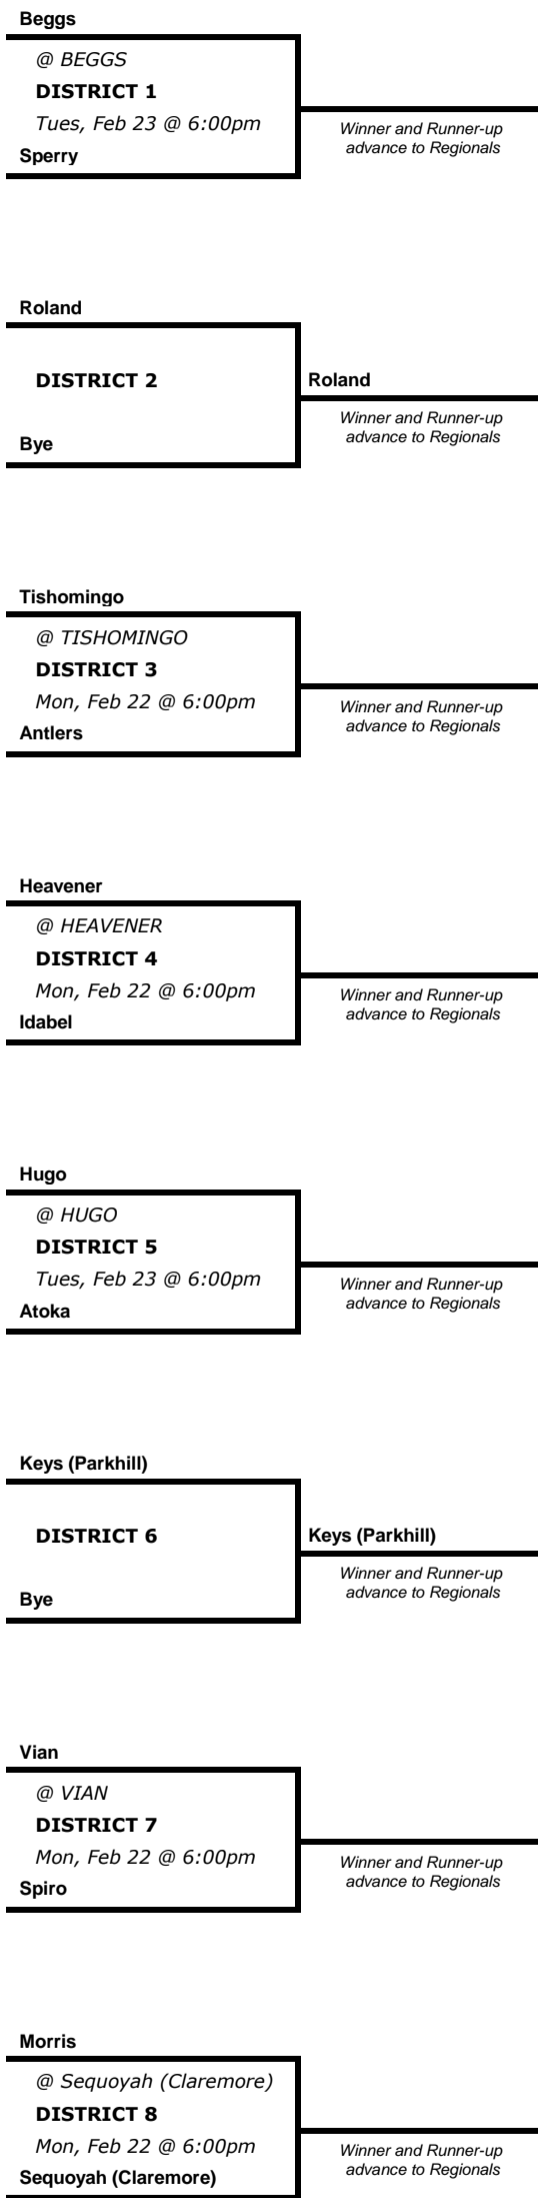 Beggs
@ BEGGS
DISTRICT 1
Tues, Feb 23 @ 6:00pm
Winner and Runner-up
advance to Regionals
Sperry
Roland
DISTRICT 2
Roland
Winner and Runner-up
advance to Regionals
Bye
Tishomingo
@ TISHOMINGO
DISTRICT 3
Mon, Feb 22 @ 6:00pm
Winner and Runner-up
advance to Regionals
Antlers
Heavener
@ HEAVENER
DISTRICT 4
Mon, Feb 22 @ 6:00pm
Winner and Runner-up
advance to Regionals
Idabel
Hugo
@ HUGO
DISTRICT 5
Tues, Feb 23 @ 6:00pm
Winner and Runner-up
advance to Regionals
Atoka
Keys (Parkhill)
DISTRICT 6
Keys (Parkhill)
Winner and Runner-up
advance to Regionals
Bye
Vian
@ VIAN
DISTRICT 7
Mon, Feb 22 @ 6:00pm
Winner and Runner-up
advance to Regionals
Spiro
Morris
@ Sequoyah (Claremore)
DISTRICT 8
Mon, Feb 22 @ 6:00pm
Winner and Runner-up
advance to Regionals
Sequoyah (Claremore)